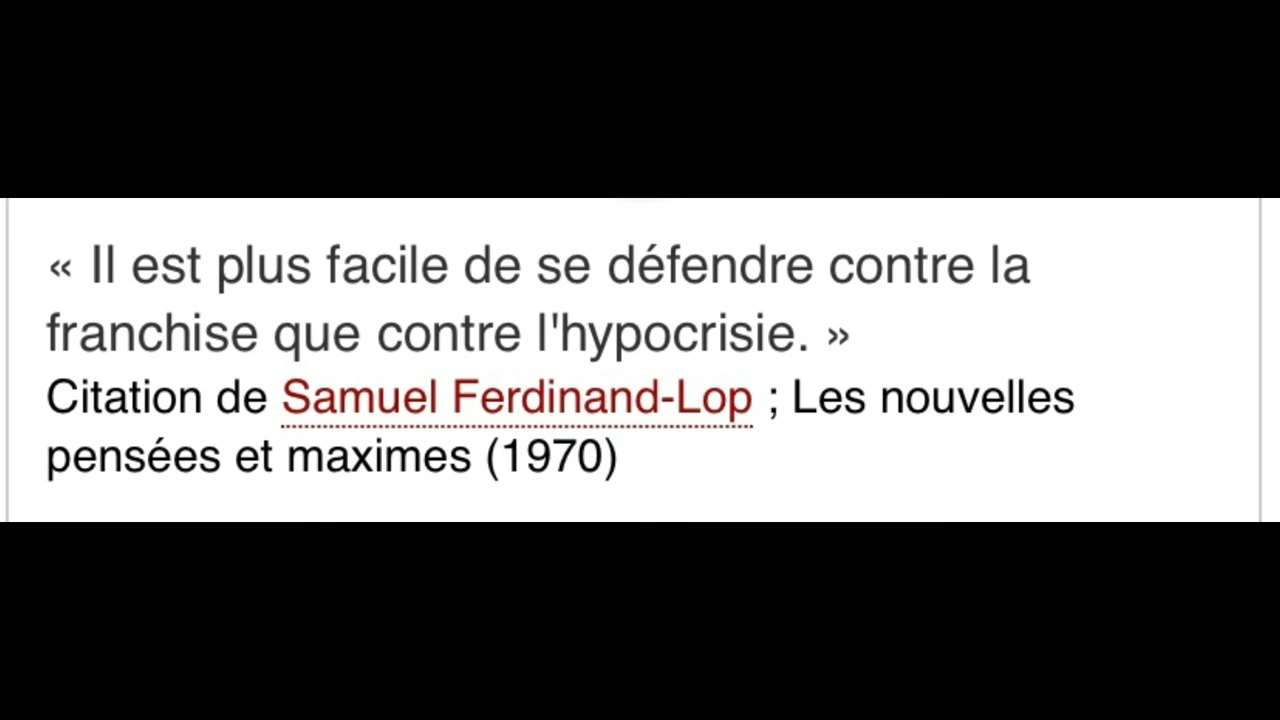 « Il est plus facile de se défendre contre la
franchise que contre l'hypocrisie. »
Citation de Samuel Ferdinand-Lop ; Les nouvelles
pensées et maximes (1970)